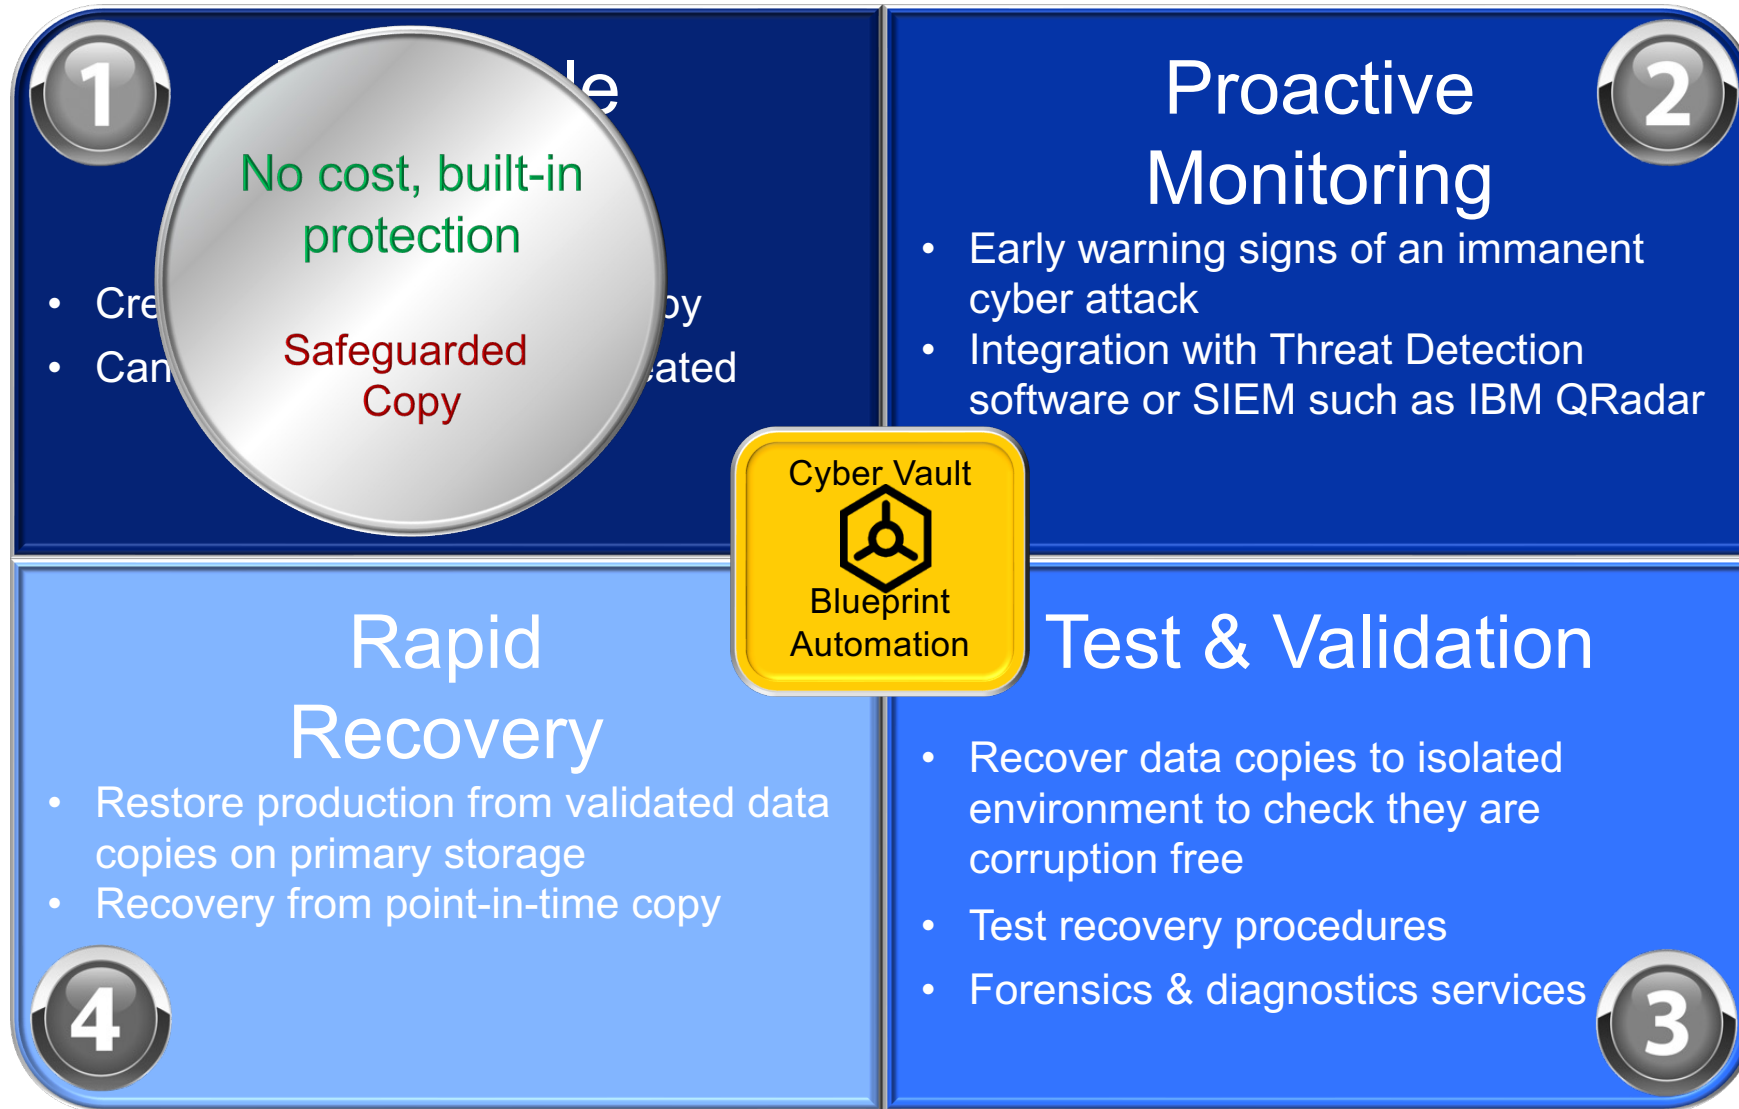 1
No cost, built-in
protection
Safeguarded
Copy
2
Proactive
Monitoring
• Early warning signs of an immanent
cyber attack
• Integration with Threat Detection
software or SIEM such as IBM QRadar
Cyber Vault
Blueprint
Automation
Rapid
Recovery
• Restore production from validated data
copies on primary storage
• Recovery from point-in-time copy
4
Test & Validation
• Recover data copies to isolated
environment to check they are
corruption free
• Test recovery procedures
• Forensics & diagnostics services
3